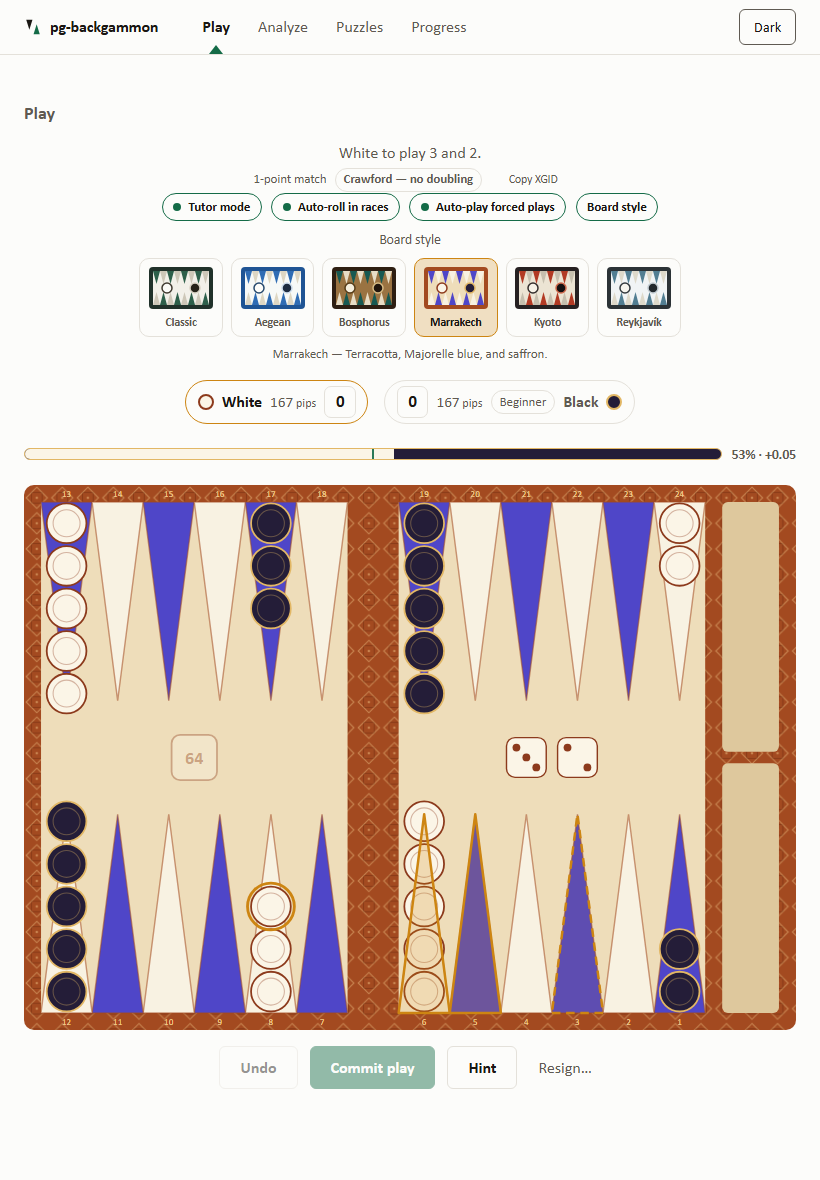 pg-backgammon Play Analyze Puzzles Progress Dark
Play
White to play 3 and 2.
1-point match Crawford — no doubling Copy XGID
Tutor mode Auto-roll in races Auto-play forced plays Board style
Board style
Classic Aegean Bosphorus Marrakech Kyoto Reykjavík
Marrakech — Terracotta, Majorelle blue, and saffron.
White 167 pips 0 0 167 pips Beginner Black
53% · +0.05
13 14 15 16 17 18 19 20 21 22 23 24
64
12 11 10 9 8 7 6 5 4 3 2 1
Undo Commit play Hint Resign...